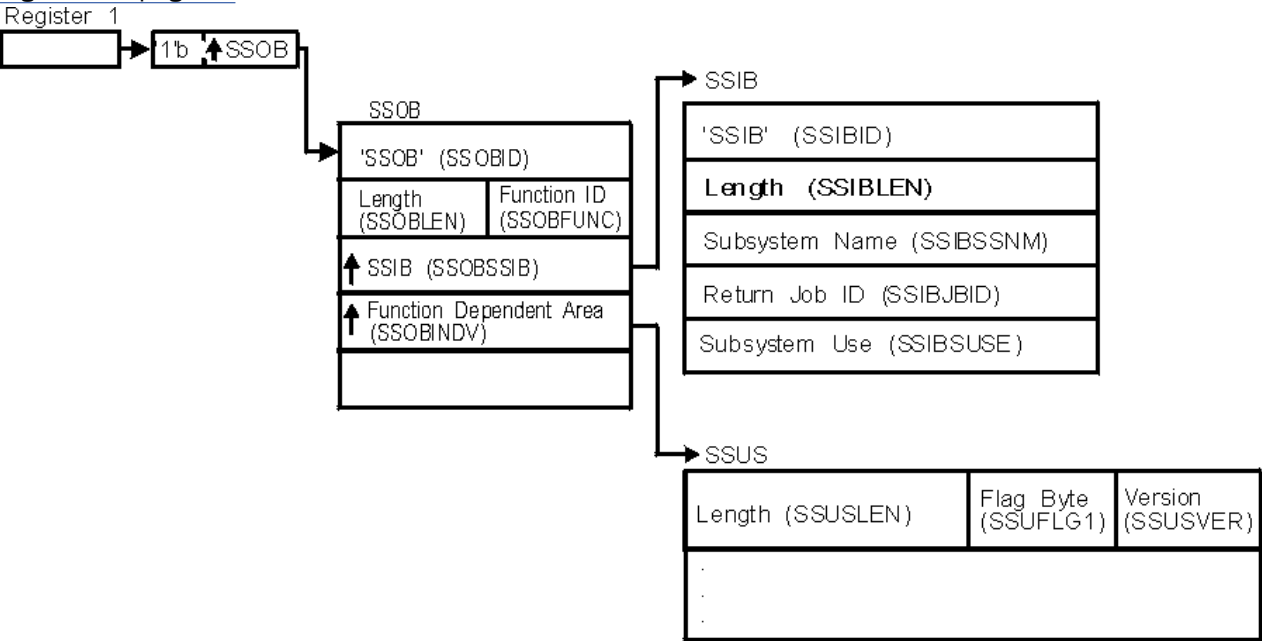 Register 1
1'b SSOB
SSIB
SSOB
'SSIB' (SSIBID)
'SSOB' (SSOBID)
Length (SSIBLEN)
Length
(SSOBLEN)
Function ID
(SSOBFUNC)
Subsystem Name (SSIBSSNM)
SSIB (SSOBSSIB)
Return Job ID (SSIBJBID)
Function Dependent Area
(SSOBINDV)
Subsystem Use (SSIBSUSE)
SSUS
Length (SSUSLEN)
Flag Byte
(SSUFLG1)
Version
(SSUSVER)
.
.
.